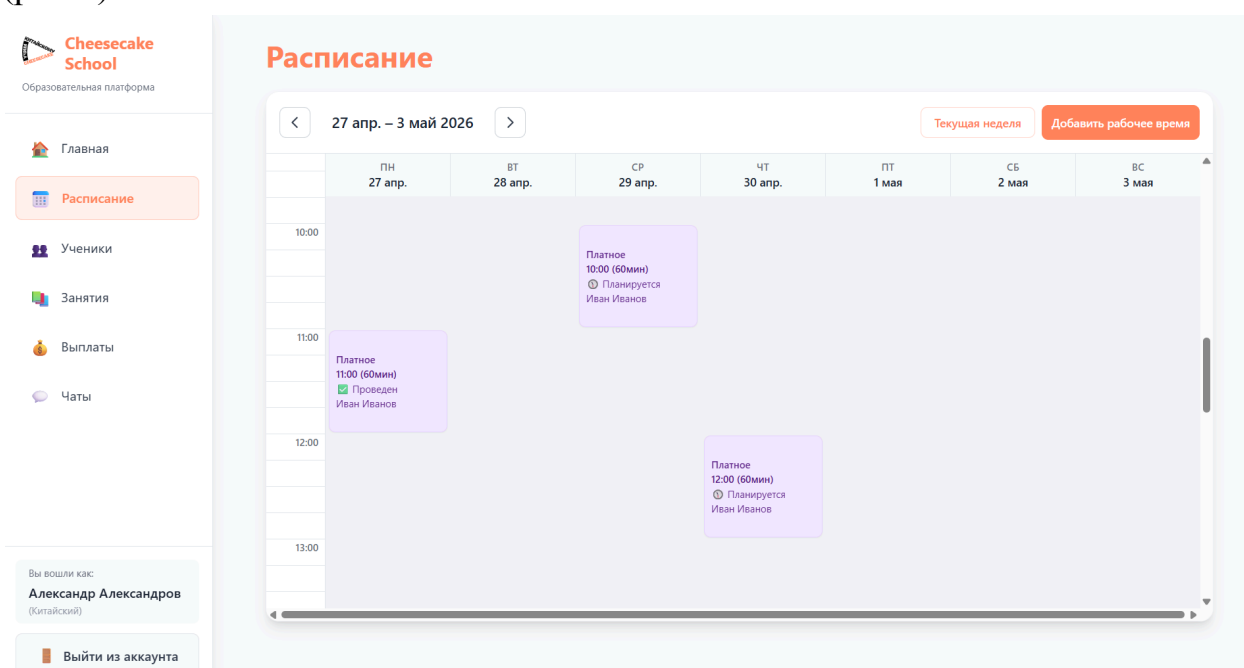 Cheesecake
School
Образовательная платформа
Главная
Расписание
Ученики
Занятия
Выплаты
Чаты
Вы вошли как:
Александр Александров
(Китайский)
Выйти из аккаунта
Расписание
27 апр. – 3 май 2026
Текущая неделя
Добавить рабочее время
ПН
27 апр.
ВТ
28 апр.
СР
29 апр.
ЧТ
30 апр.
ПТ
1 мая
СБ
2 мая
ВС
3 мая
10:00
Платное
10:00 (60мин)
Планируется
Иван Иванов
11:00
Платное
11:00 (60мин)
Проведен
Иван Иванов
12:00
Платное
12:00 (60мин)
Планируется
Иван Иванов
13:00